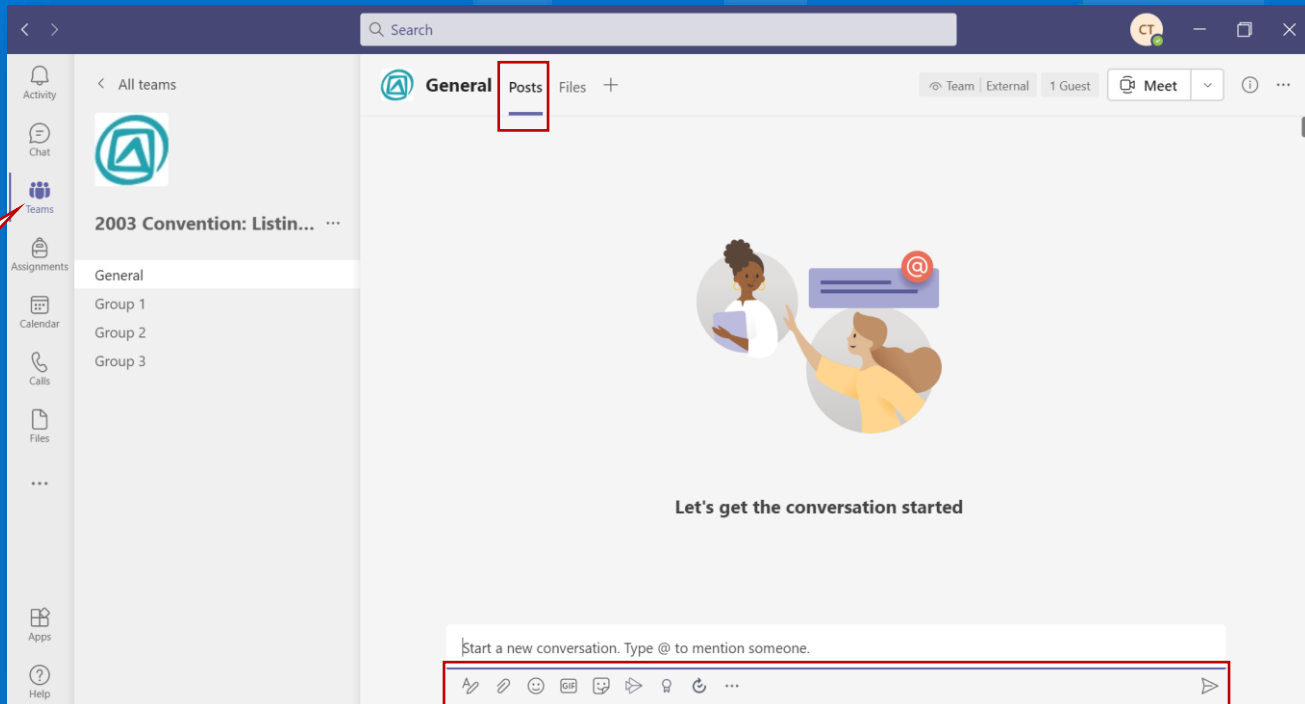 Search
CT
Activity
Chat
Teams
Assignments
Calendar
Calls
Files
Apps
Help
All teams
2003 Convention: Listin...
General
Group 1
Group 2
Group 3
General Posts Files
Team External 1 Guest Meet
@
Let's get the conversation started
Start a new conversation. Type @ to mention someone.
GIF